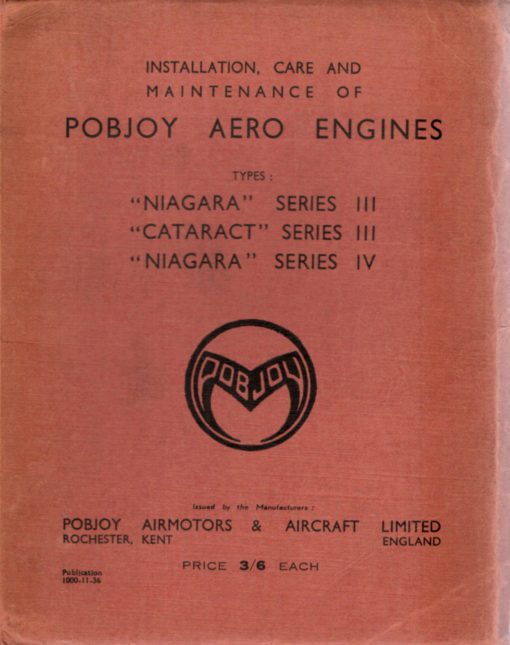 INSTALLATION, CARE AND
MAINTENANCE OF
POBJOY AERO ENGINES
TYPES :
"NIAGARA" SERIES III
"CATARACT" SERIES III
"NIAGARA" SERIES IV
POBJOY
Issued by the Manufacturers :
POBJOY AIRMOTORS & AIRCRAFT LIMITED
ROCHESTER, KENT ENGLAND
PRICE 3/6 EACH
Publication
1000-11-36